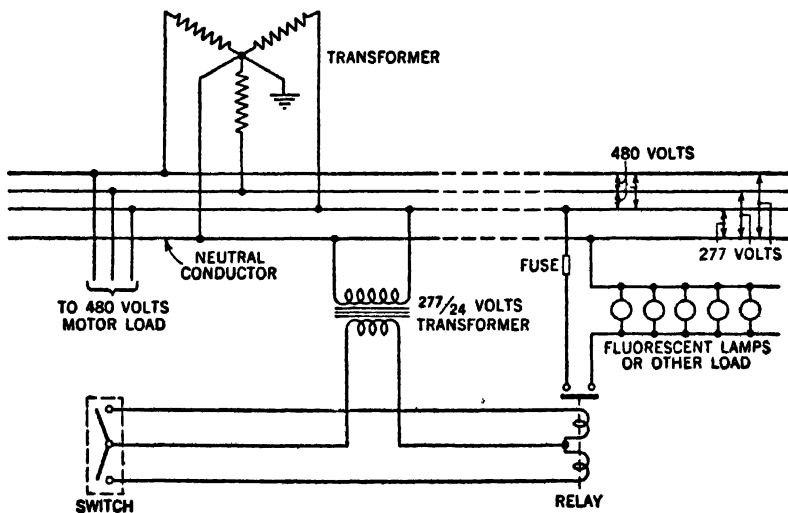 TRANSFORMER
480 VOLTS
NEUTRAL
CONDUCTOR
277 VOLTS
FUSE
TO 480 VOLTS
MOTOR LOAD
277/24 VOLTS
TRANSFORMER
FLUORESCENT LAMPS
OR OTHER LOAD
SWITCH
RELAY